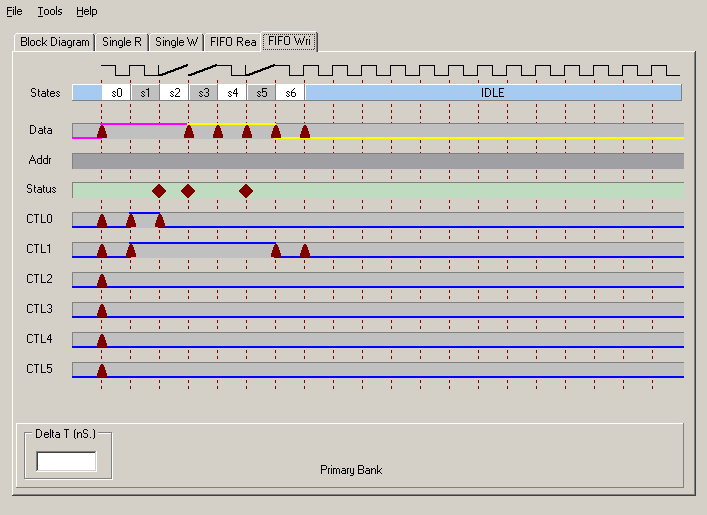 File Tools Help
Block Diagram Single R Single W FIFO Rea FIFO Wri
States s0 s1 s2 s3 s4 s5 s6 IDLE
Data
Addr
Status
CTL0
CTL1
CTL2
CTL3
CTL4
CTL5
Delta T (nS.)
Primary Bank